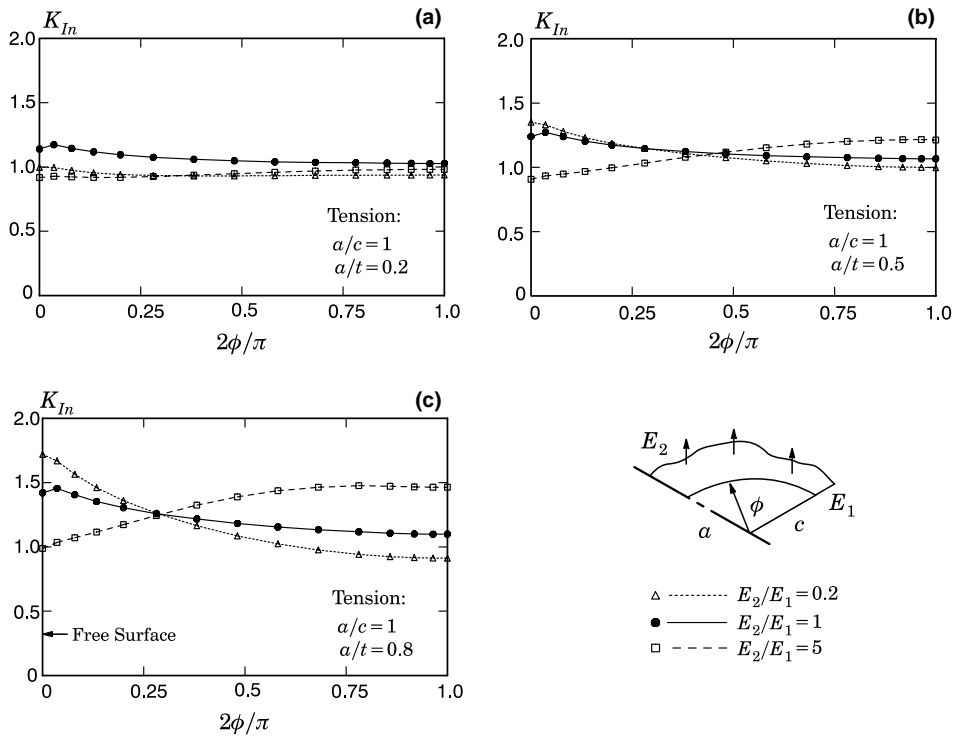 K_In
(a)
2.0
1.5
1.0
0.5
0
0
0.25
0.5
0.75
1.0
Tension:
a/c = 1
a/t = 0.2
2ϕ/π
K_In
(b)
2.0
1.5
1.0
0.5
0
0
0.25
0.5
0.75
1.0
Tension:
a/c = 1
a/t = 0.5
2ϕ/π
K_In
(c)
2.0
1.5
1.0
0.5
0
0
0.25
0.5
0.75
1.0
Free Surface
Tension:
a/c = 1
a/t = 0.8
2ϕ/π
E_2
E_1
ϕ
a
c
E_2/E_1 = 0.2
E_2/E_1 = 1
E_2/E_1 = 5